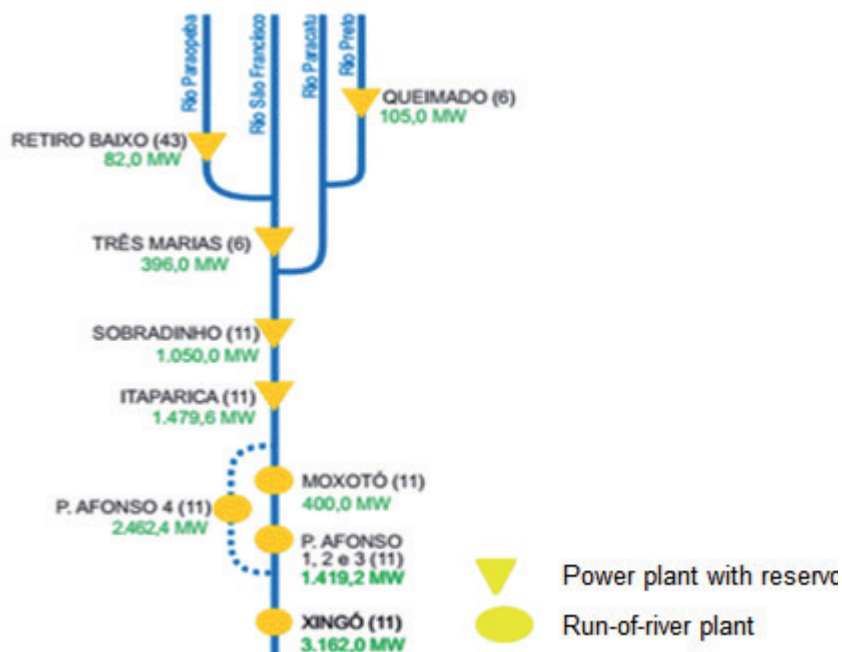 Rio Paraopeba
Rio São Francisco
Rio Paracatu
Rio Preto
QUEIMADO (6)
105,0 MW
RETIRO BAIXO (43)
82,0 MW
TRÊS MARIAS (6)
396,0 MW
SOBRADINHO (11)
1.050,0 MW
ITAPARICA (11)
1.479,6 MW
MOXOTÓ (11)
400,0 MW
P. AFONSO 4 (11)
2.462,4 MW
P. AFONSO
1, 2 e 3 (11)
1.419,2 MW
XINGÓ (11)
3.162,0 MW
Power plant with reservo
Run-of-river plant